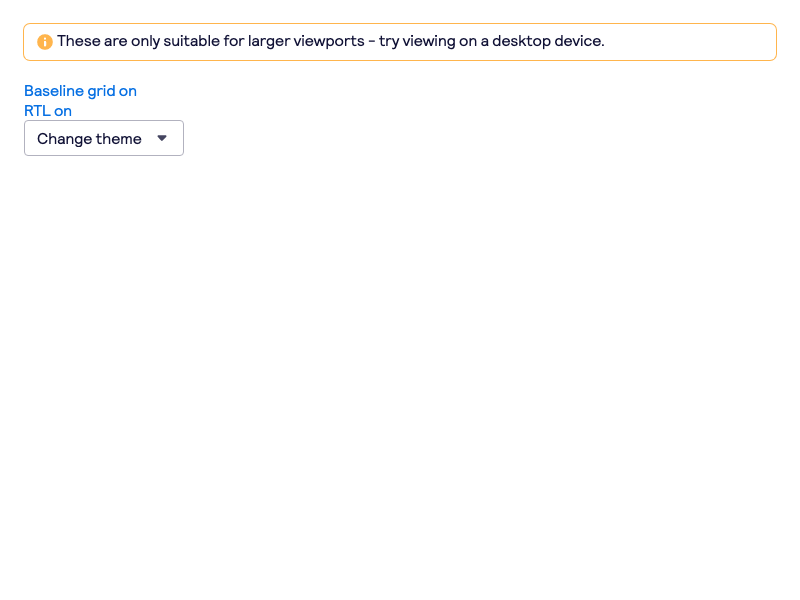 These are only suitable for larger viewports – try viewing on a desktop device.
Baseline grid on
RTL on
Change theme